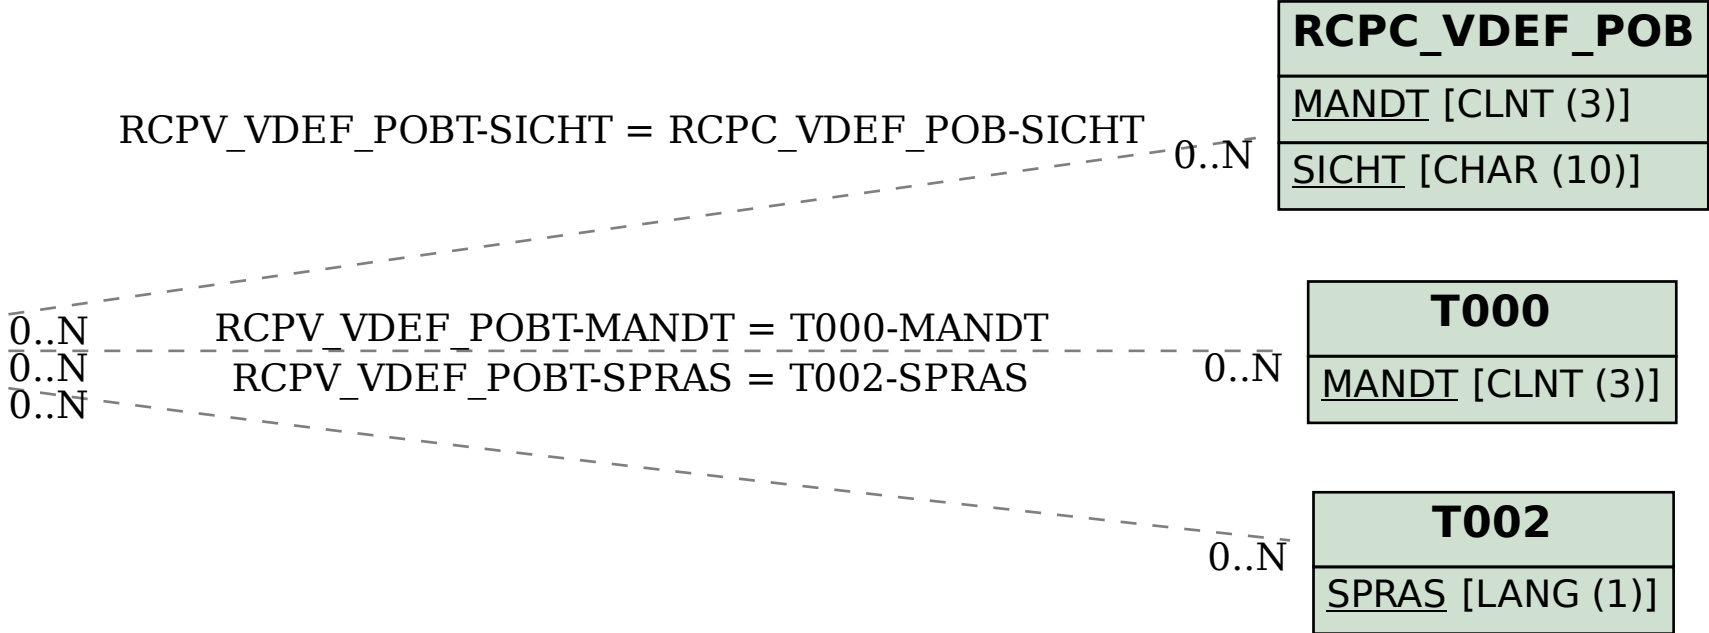 RCPC_VDEF_POB
MANDT [CLNT (3)]
SICHT [CHAR (10)]
RCPV_VDEF_POBT-SICHT = RCPC_VDEF_POB-SICHT
0..N
0..N
RCPV_VDEF_POBT-MANDT = T000-MANDT
0..N
0..N
RCPV_VDEF_POBT-SPRAS = T002-SPRAS
0..N
0..N
T000
MANDT [CLNT (3)]
T002
SPRAS [LANG (1)]